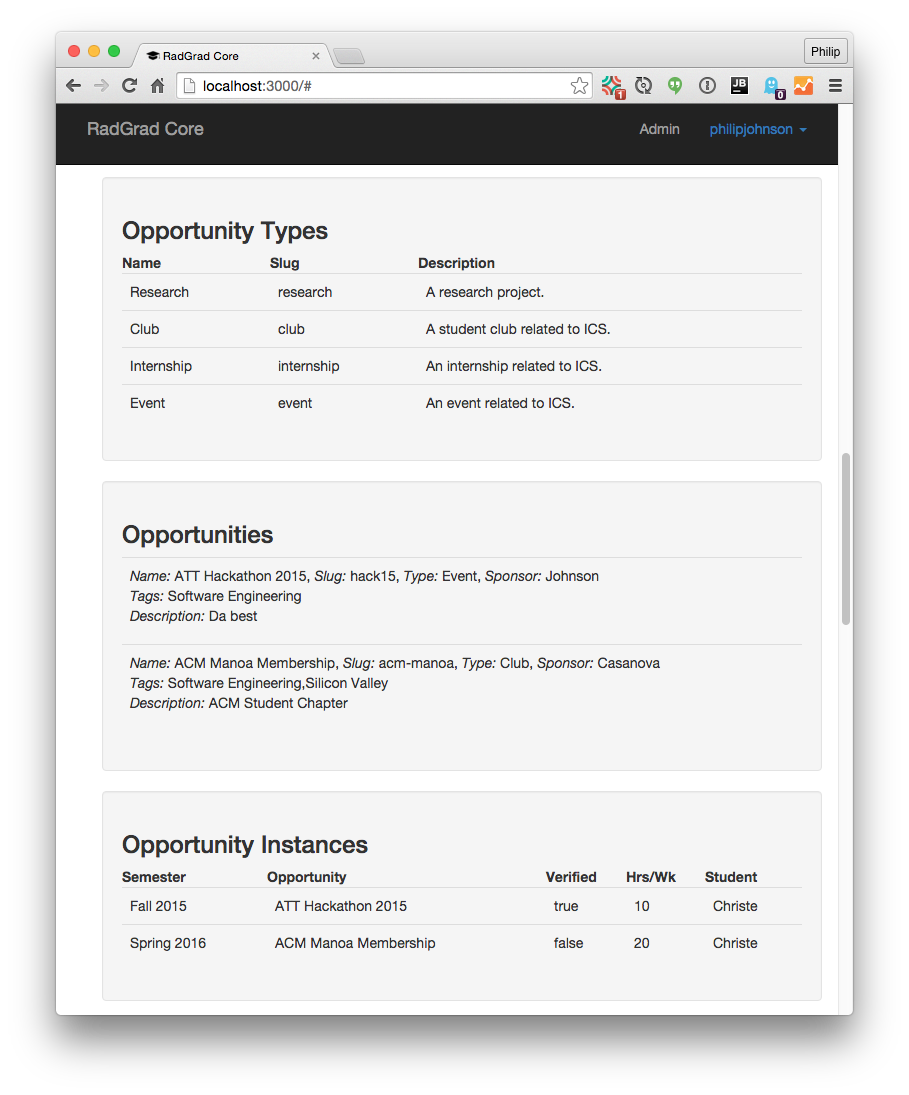 RadGrad Core
Philip
localhost:3000/#
1
JB
0
RadGrad Core Admin philipjohnson
Opportunity Types
Name Slug Description
Research research A research project.
Club club A student club related to ICS.
Internship internship An internship related to ICS.
Event event An event related to ICS.
Opportunities
Name: ATT Hackathon 2015, Slug: hack15, Type: Event, Sponsor: Johnson
Tags: Software Engineering
Description: Da best
Name: ACM Manoa Membership, Slug: acm-manoa, Type: Club, Sponsor: Casanova
Tags: Software Engineering,Silicon Valley
Description: ACM Student Chapter
Opportunity Instances
Semester Opportunity Verified Hrs/Wk Student
Fall 2015 ATT Hackathon 2015 true 10 Christe
Spring 2016 ACM Manoa Membership false 20 Christe